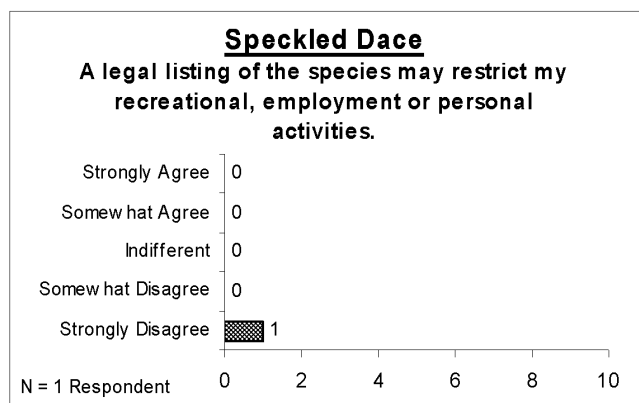 Speckled Dace
A legal listing of the species may restrict my
recreational, employment or personal
activities.
Strongly Agree 0
Somew hat Agree 0
Indifferent 0
Somew hat Disagree 0
Strongly Disagree 1
0 2 4 6 8 10
N = 1 Respondent